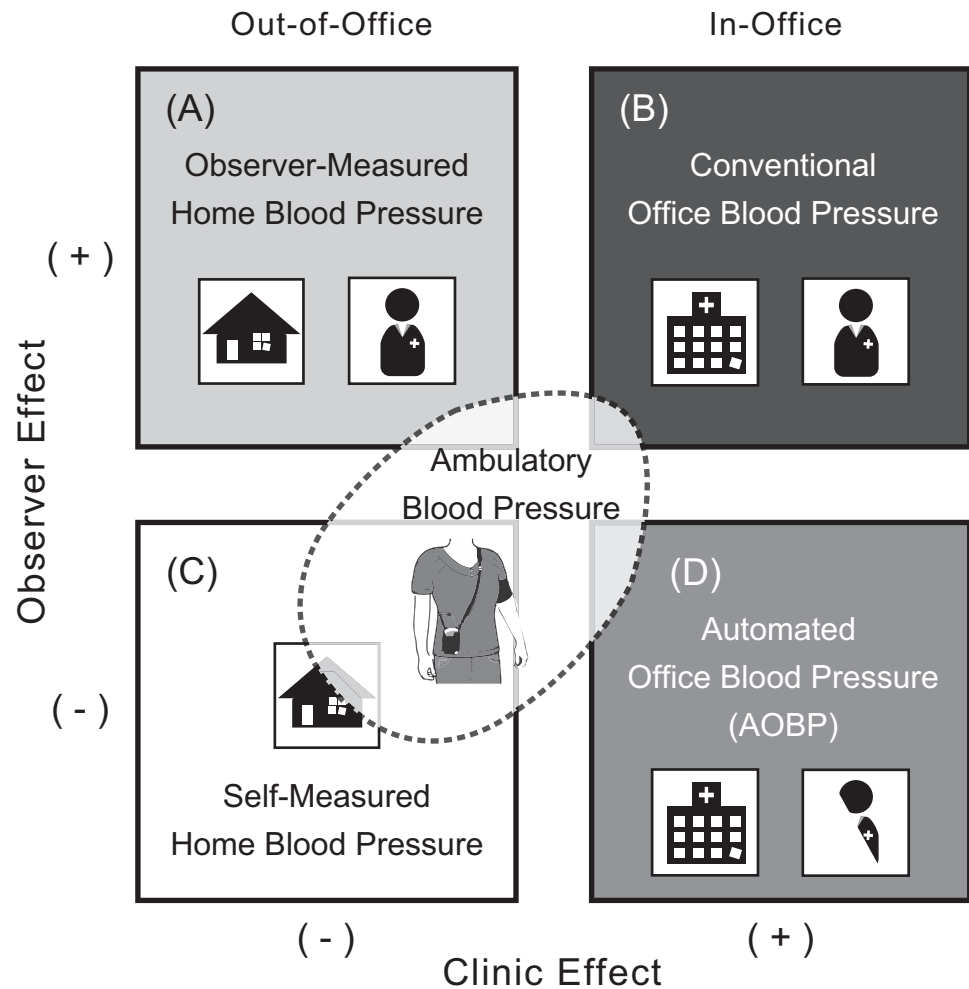 Out-of-Office
In-Office
(A)
Observer-Measured
Home Blood Pressure
(B)
Conventional
Office Blood Pressure
( + )
Observer Effect
Ambulatory
Blood Pressure
(C)
Self-Measured
Home Blood Pressure
(D)
Automated
Office Blood Pressure
(AOBP)
( - )
( - )
( + )
Clinic Effect